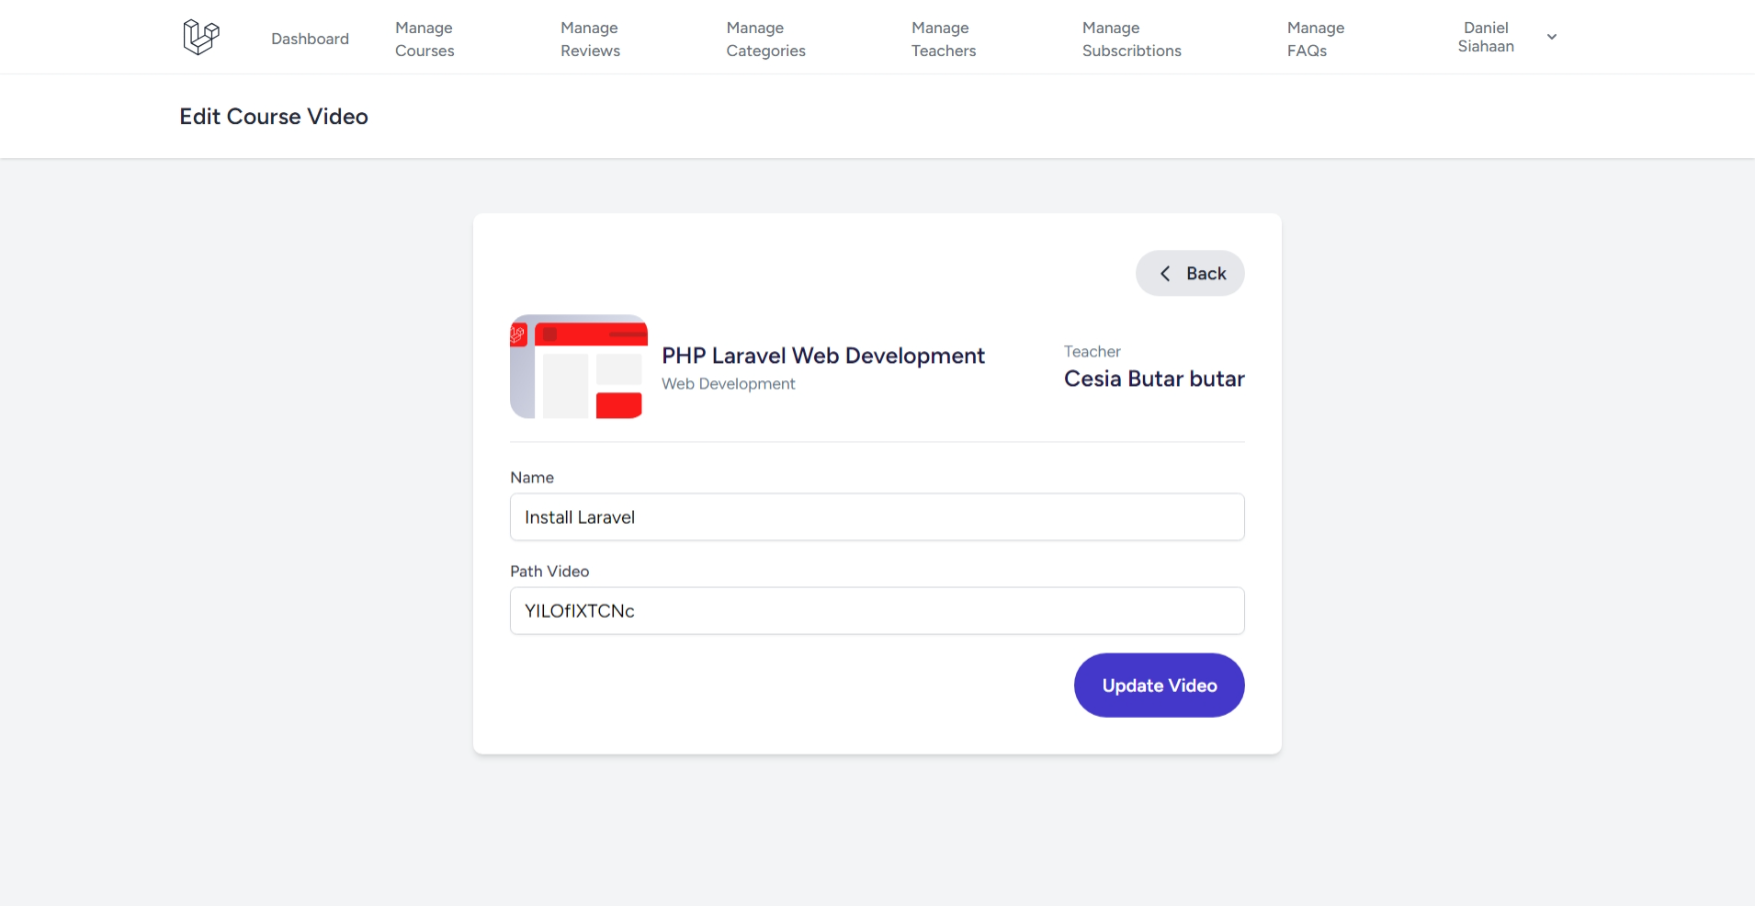 Dashboard
Manage Courses
Manage Reviews
Manage Categories
Manage Teachers
Manage Subscribtions
Manage FAQs
Daniel Siahaan
Edit Course Video
Back
PHP Laravel Web Development
Web Development
Teacher
Cesia Butar butar
Name
Install Laravel
Path Video
YILOfIXTCNc
Update Video